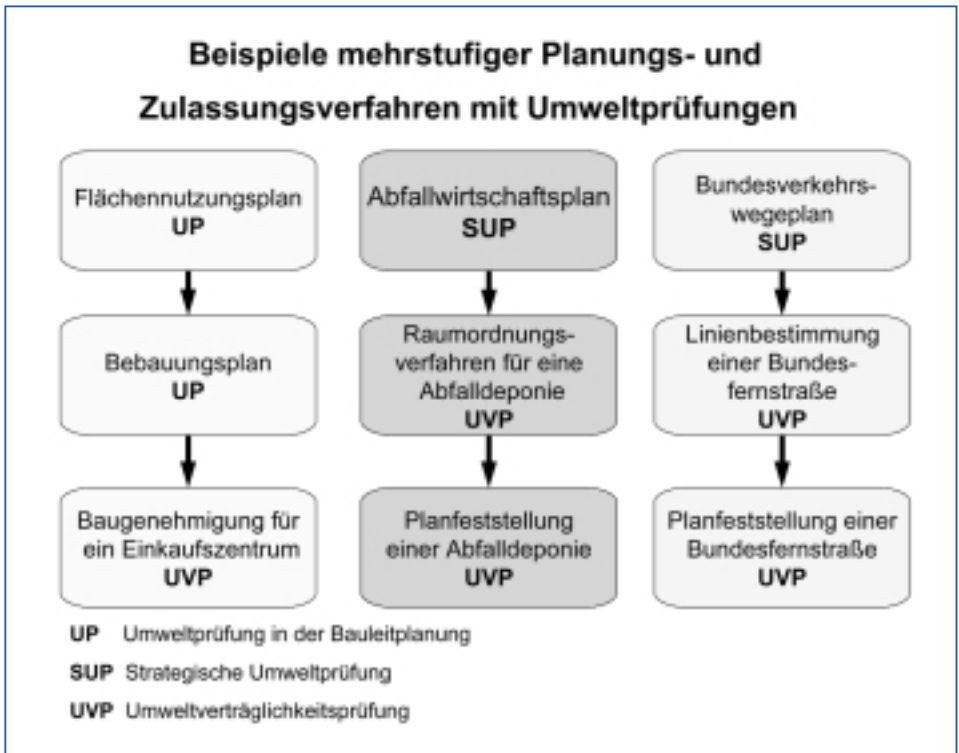 Beispiele mehrstufiger Planungs- und
Zulassungsverfahren mit Umweltprüfungen
Flächennutzungsplan
UP
Abfallwirtschaftsplan
SUP
Bundesverkehrs-
wegeplan
SUP
Bebauungsplan
UP
Raumordnungs-
verfahren für eine
Abfalldeponie
UVP
Linienbestimmung
einer Bundes-
fernstraße
UVP
Baugenehmigung für
ein Einkaufszentrum
UVP
Planfeststellung
einer Abfalldeponie
UVP
Planfeststellung einer
Bundesfernstraße
UVP
UP Umweltprüfung in der Bauleitplanung
SUP Strategische Umweltprüfung
UVP Umweltverträglichkeitsprüfung